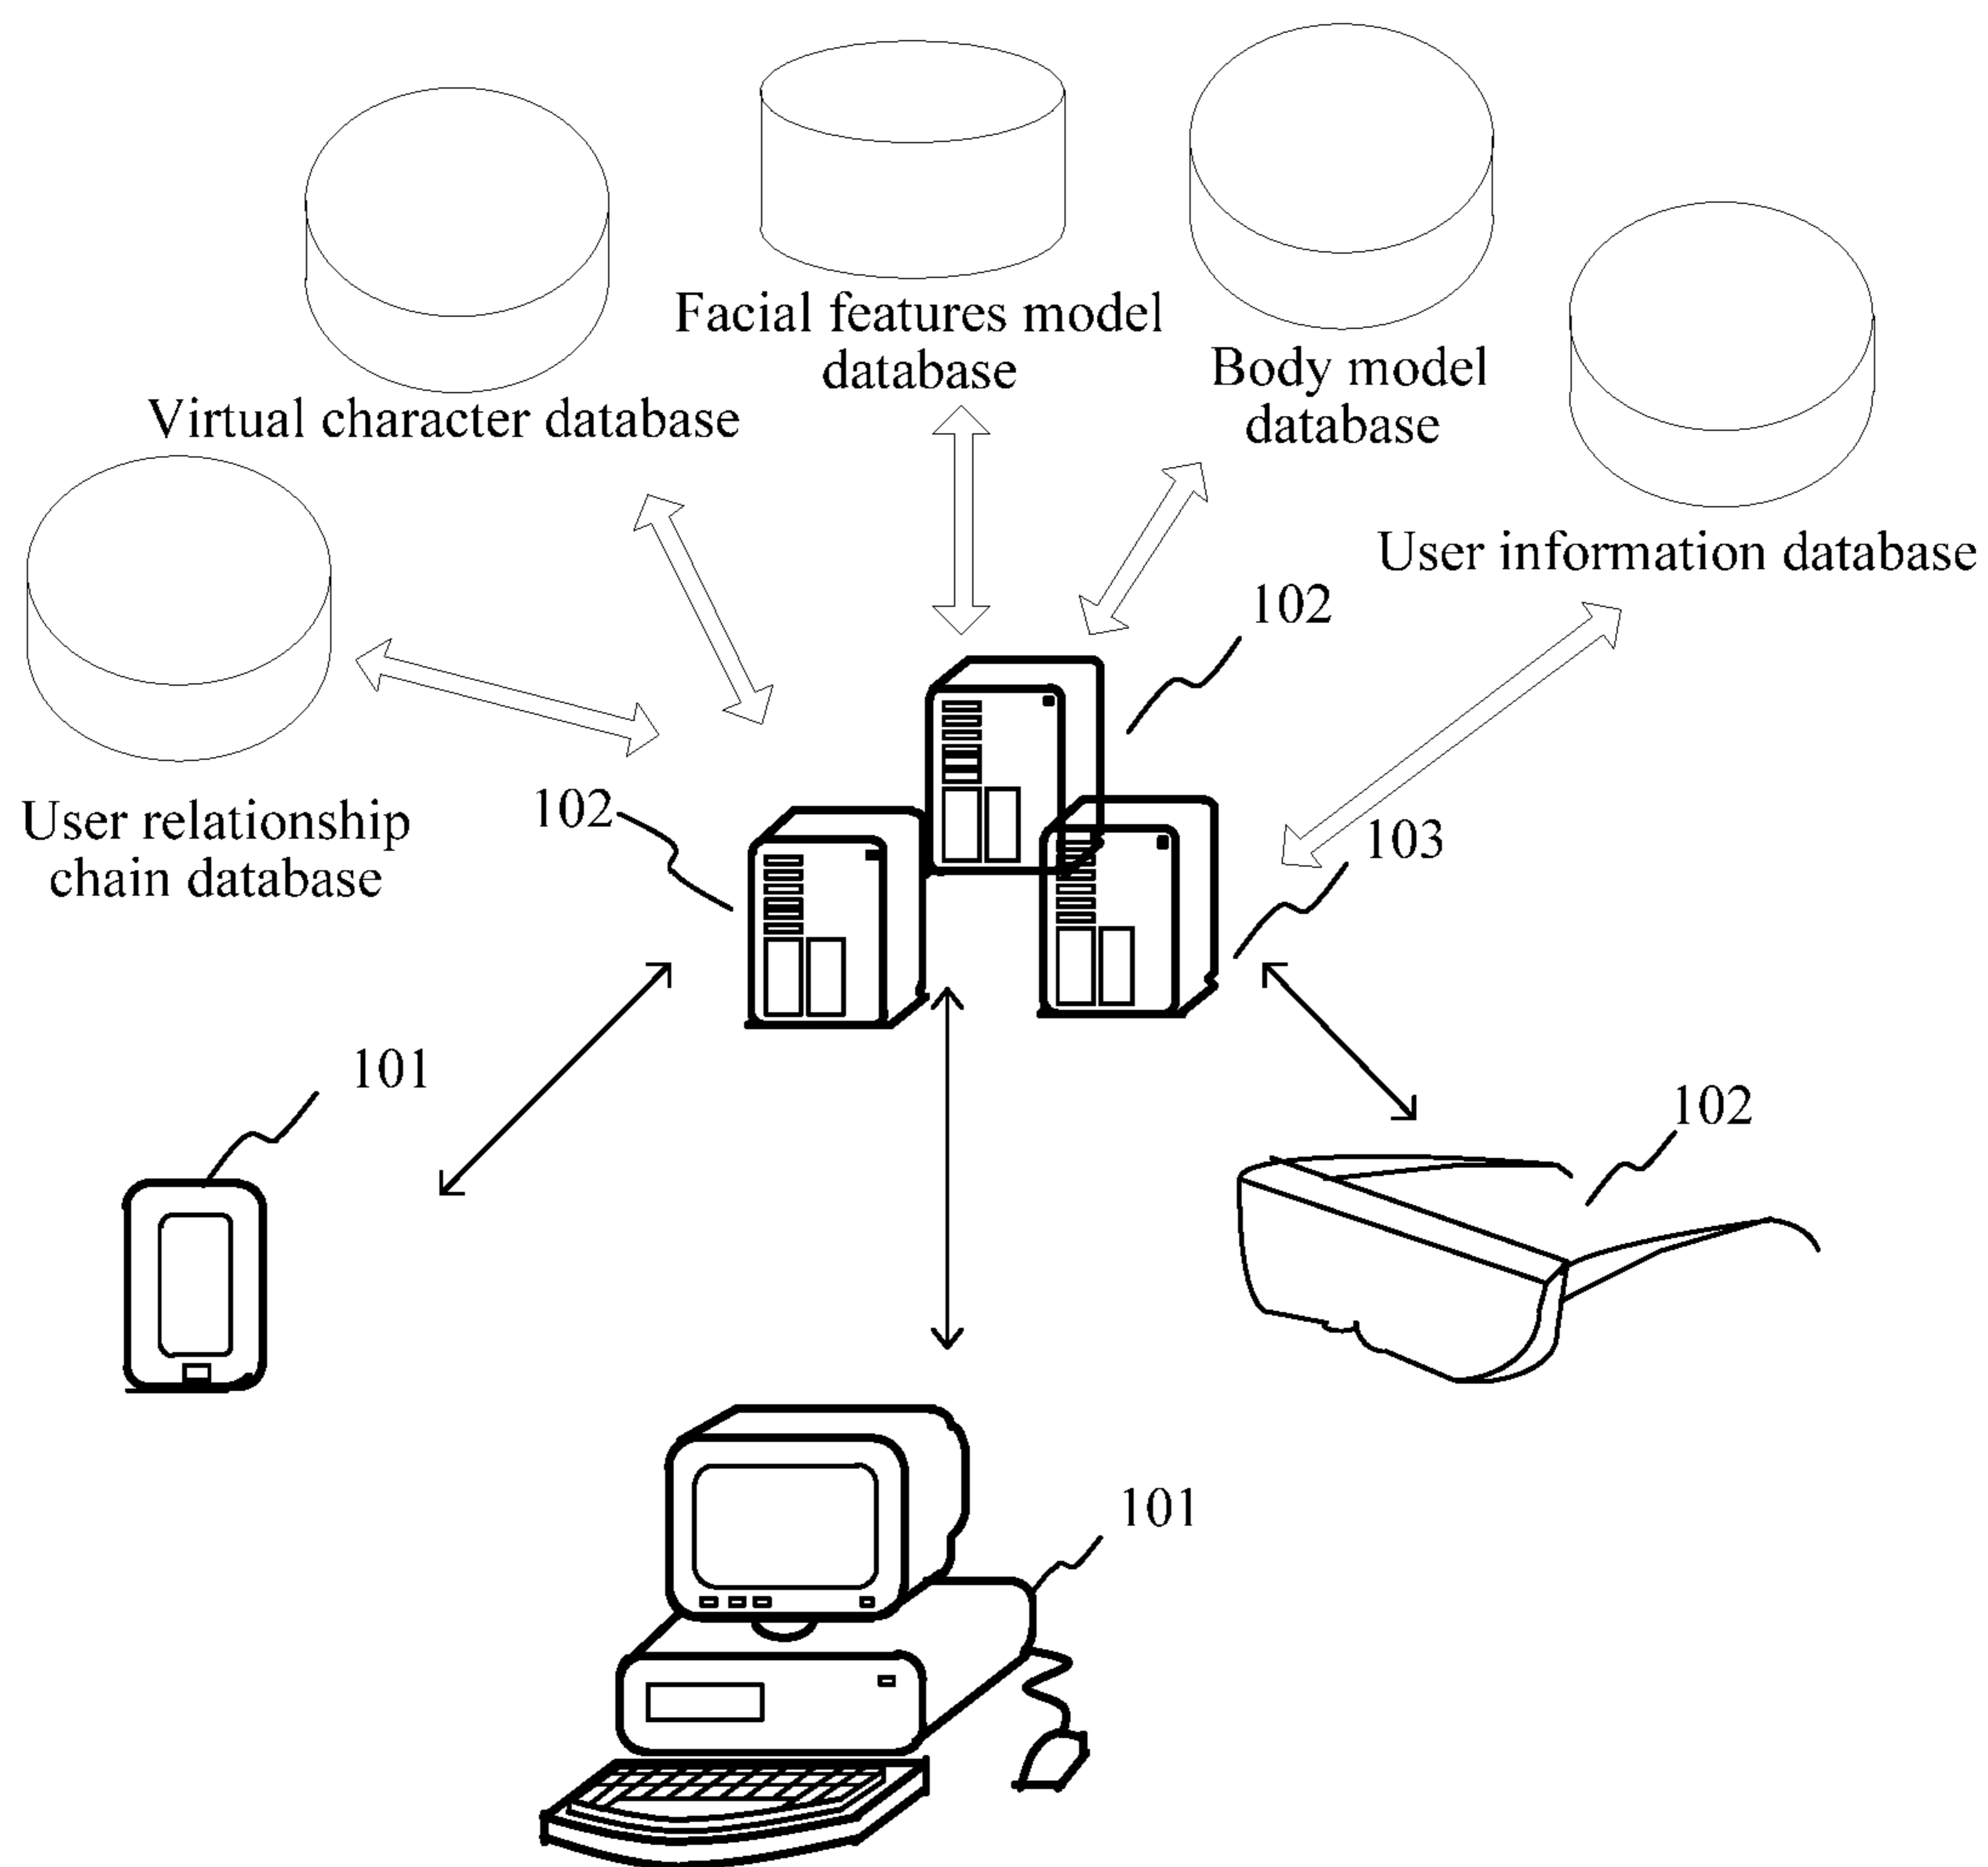 Facial features model
database
Body model
database
Virtual character database
User information database
102
User relationship
chain database
102
103
101
102
101